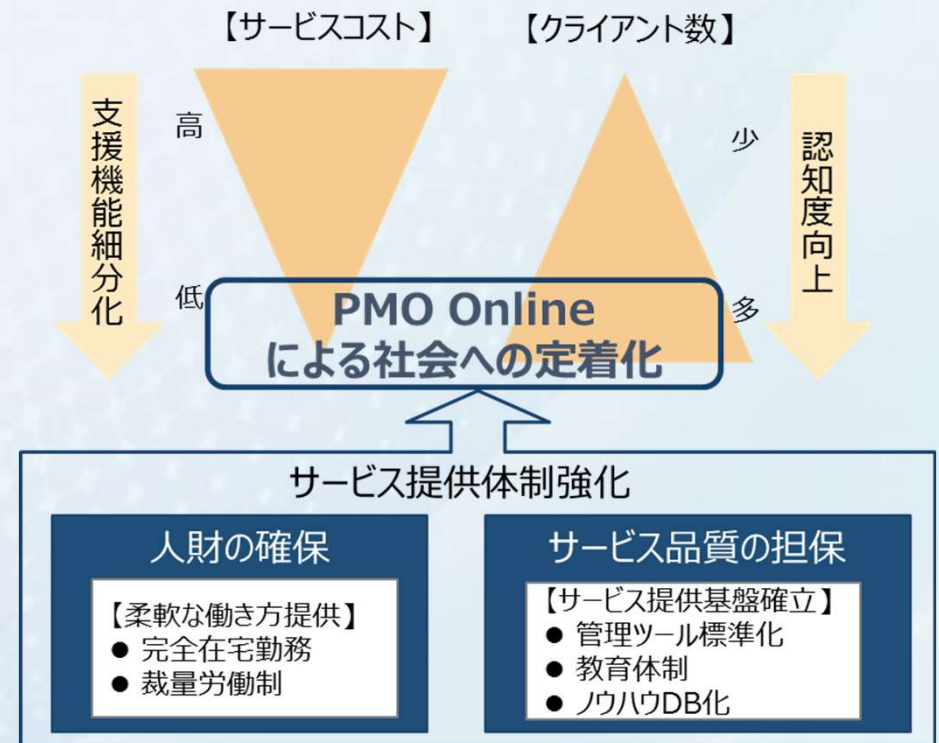 【サービスコスト】
【クライアント数】
支援機能細分化
高
低
少
多
認知度向上
PMO Online
による社会への定着化
サービス提供体制強化
人財の確保
【柔軟な働き方提供】
● 完全在宅勤務
● 裁量労働制
サービス品質の担保
【サービス提供基盤確立】
● 管理ツール標準化
● 教育体制
● ノウハウDB化